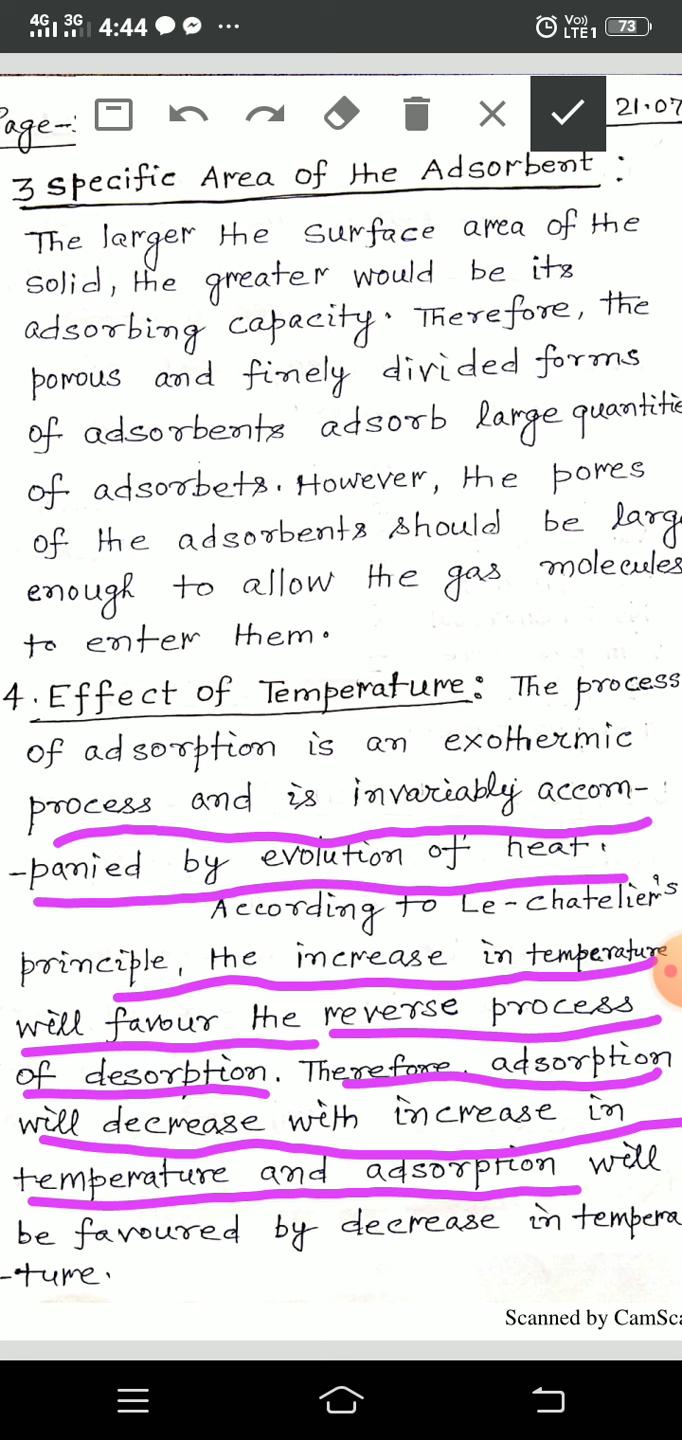 4G 3G 4:44 ... Vo)) LTE1 73
Page-:
21.07
3 Specific Area of the Adsorbent :
The larger the surface area of the
solid, the greater would be its
adsorbing capacity. Therefore, the
porous and finely divided forms
of adsorbents adsorb large quantitie
of adsorbets. However, the pores
of the adsorbents should be large
enough to allow the gas molecules
to enter them.
4. Effect of Temperature: The process
of adsorption is an exothermic
process and is invariably accom-
-panied by evolution of heat.
According to Le-chatelier's
principle, the increase in temperature
will favour the reverse process
of desorption. Therefore, adsorption
will decrease with increase in
temperature and adsorption will
be favoured by decrease in tempera
-ture.
Scanned by CamSca